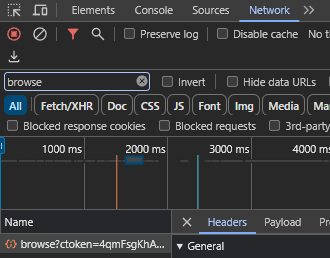 Elements Console Sources Network
Preserve log Disable cache No th
browse Invert Hide data URLs
All Fetch/XHR Doc CSS JS Font Img Media Ma
Blocked response cookies Blocked requests 3rd-party
1000 ms 2000 ms 3000 ms 4000 ms
Name Headers Payload Pre
browse?ctoken=4qmFsgKhA... General